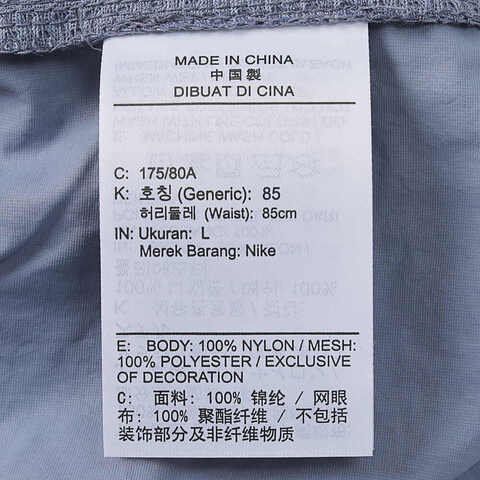 MADE IN CHINA
中国製
DIBUAT DI CINA
C: 175/80A
K: 호칭 (Generic): 85
허리둘레 (Waist): 85cm
IN: Ukuran: L
Merek Barang: Nike
E: BODY: 100% NYLON / MESH:
100% POLYESTER / EXCLUSIVE
OF DECORATION
C: 面料: 100% 锦纶 / 网眼
布: 100% 聚酯纤维 / 不包括
装饰部分及非纤维物质